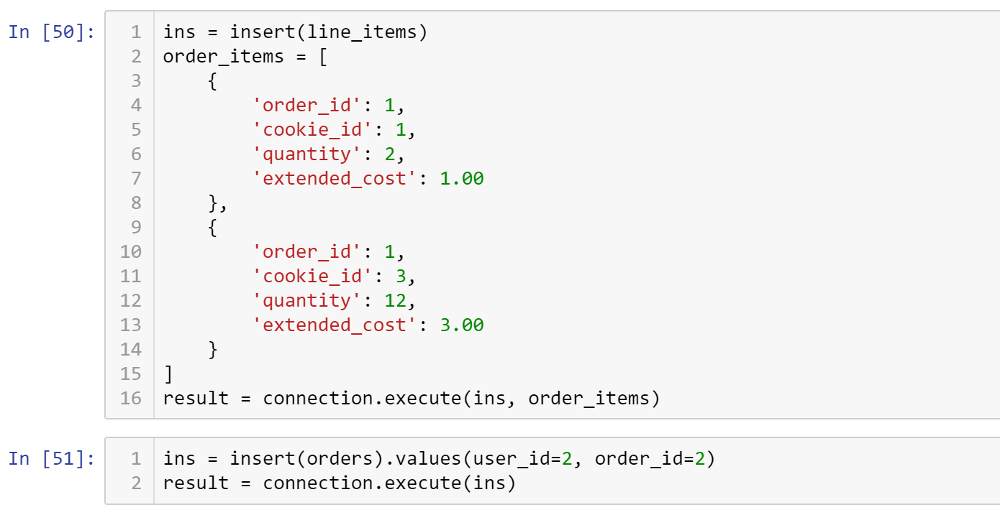 In [50]:
1 ins = insert(line_items)
2 order_items = [
3     {
4         'order_id': 1,
5         'cookie_id': 1,
6         'quantity': 2,
7         'extended_cost': 1.00
8     },
9     {
10         'order_id': 1,
11         'cookie_id': 3,
12         'quantity': 12,
13         'extended_cost': 3.00
14     }
15 ]
16 result = connection.execute(ins, order_items)
In [51]:
1 ins = insert(orders).values(user_id=2, order_id=2)
2 result = connection.execute(ins)